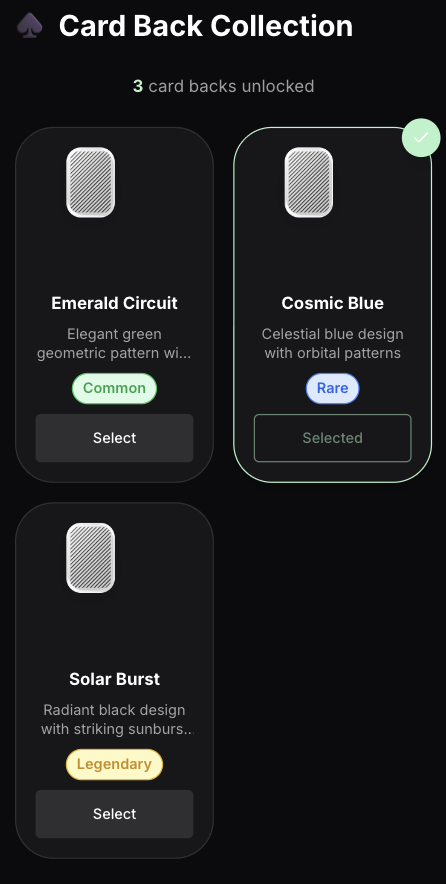 Card Back Collection
3 card backs unlocked
Emerald Circuit
Elegant green
geometric pattern wi...
Common
Select
Cosmic Blue
Celestial blue design
with orbital patterns
Rare
Selected
Solar Burst
Radiant black design
with striking sunburs...
Legendary
Select